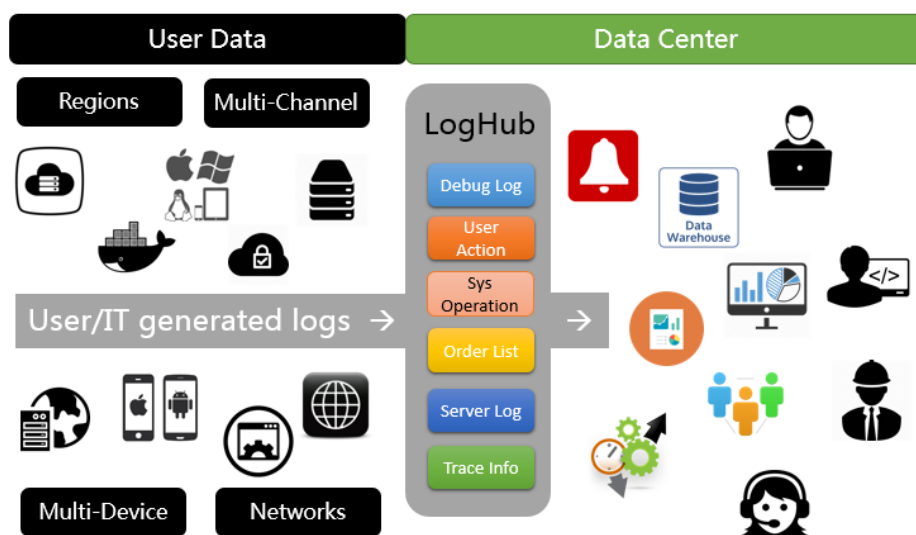 User Data
Data Center
Regions
Multi-Channel
LogHub
Debug Log
User
Action
Sys
Operation
Order List
Server Log
Trace Info
User/IT generated logs →
→
Data
Warehouse
</>
Multi-Device
Networks